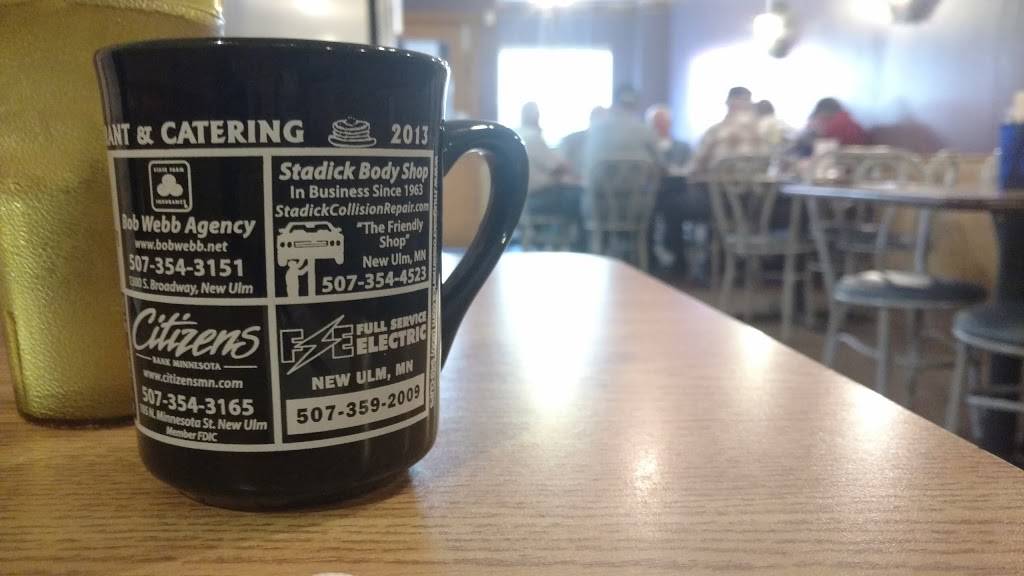 ANT & CATERING 2013
STATE FARM
INSURANCE
Bob Webb Agency
www.bobwebb.net
507-354-3151
S. Broadway, New Ulm
Stadick Body Shop
In Business Since 1963
StadickCollisionRepair.com
"The Friendly
Shop"
New Ulm, MN
507-354-4523
Citizens
BANK MINNESOTA
www.citizensmn.com
507-354-3165
N. Minnesota St. New Ulm
Member FDIC
FSE FULL SERVICE
ELECTRIC
NEW ULM, MN
507-359-2009